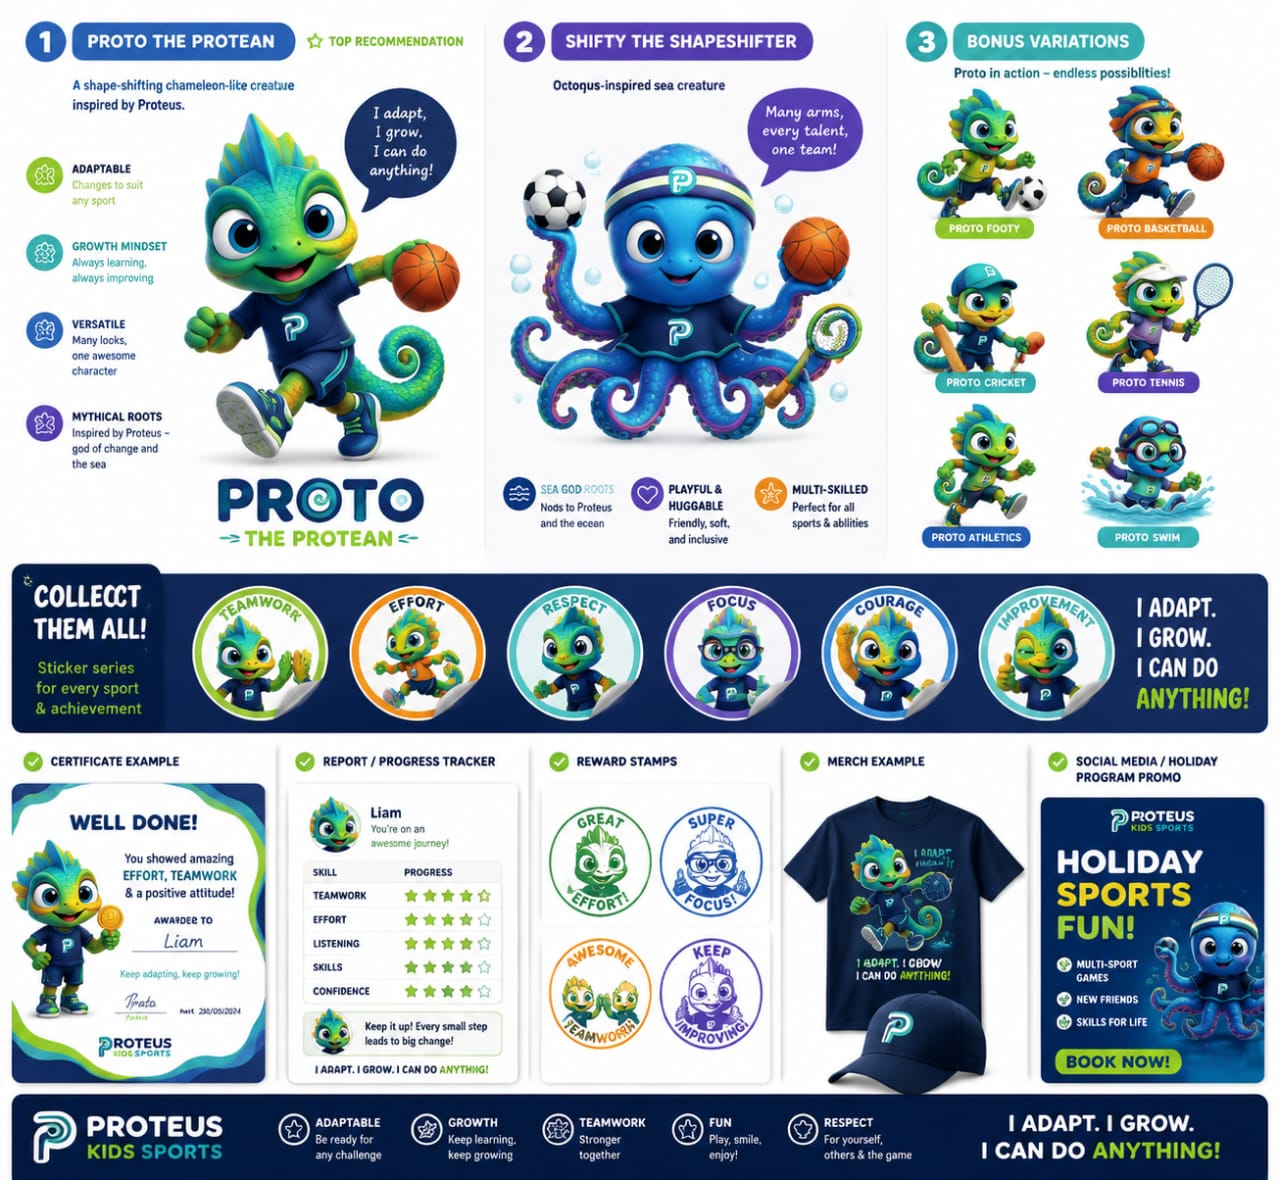 1 PROTO THE PROTEAN
TOP RECOMMENDATION
A shape-shifting chameleon-like creature
inspired by Proteus.
I adapt,
I grow,
I can do
anything!
ADAPTABLE
Changes to suit
any sport
GROWTH MINDSET
Always learning,
always improving
VERSATILE
Many looks,
one awesome
character
MYTHICAL ROOTS
Inspired by Proteus –
god of change and
the sea
P
PROTO
THE PROTEAN
2 SHIFTY THE SHAPESHIFTER
Octoqus-inspired sea creature
Many arms,
every talent,
one team!
P
P
SEA GOD ROOTS
Nods to Proteus
and the ecean
PLAYFUL &
HUGGABLE
Friendly, soft,
and inclusive
MULTI-SKILLED
Perfect for all
sports & abilities
3 BONUS VARIATIONS
Proto in action – endless possiblities!
PROTO FOOTY
PROTO BASKETBALL
PROTO CRICKET
PROTO TENNIS
PROTO ATHLETICS
PROTO SWIM
COLLECCT
THEM ALL!
Sticker series
for every sport
& achievement
TEAMWORK
EFFORT
RESPECT
FOCUS
COURAGE
IMPROVEMENT
I ADAPT.
I GROW.
I CAN DO
ANYTHING!
CERTIFICATE EXAMPLE
WELL DONE!
You showed amazing
EFFORT, TEAMWORK
& a positive attitude!
AWARDED TO
Liam
Keep adapting, keep growing!
Proto
PROTEUS
KIDS SPORTS
REPORT / PROGRESS TRACKER
Liam
You're on an
awesome journey!
SKILL PROGRESS
TEAMWORK
EFFORT
LISTENING
SKILLS
CONFIDENCE
Keep it up! Every small step
leads to big change!
I ADAPT. I GROW. I CAN DO ANYTHING!
REWARD STAMPS
GREAT
EFFORT!
SUPER
FOCUS!
AWESOME
TEAMWORK
KEEP
IMPROVING!
MERCH EXAMPLE
I ADAPT. I GROW
I CAN DO ANYTHING!
P
SOCIAL MEDIA / HOLIDAY
PROGRAM PROMO
PROTEUS
KIDS SPORTS
HOLIDAY
SPORTS
FUN!
MULTI-SPORT
GAMES
NEW FRIENDS
SKILLS FOR LIFE
BOOK NOW!
P PROTEUS
KIDS SPORTS
ADAPTABLE
Be ready for
any challenge
GROWTH
Keep learning,
keep growing
TEAMWORK
Stronger
together
FUN
Play, smile,
enjoy!
RESPECT
For yourself,
others & the game
I ADAPT. I GROW.
I CAN DO ANYTHING!